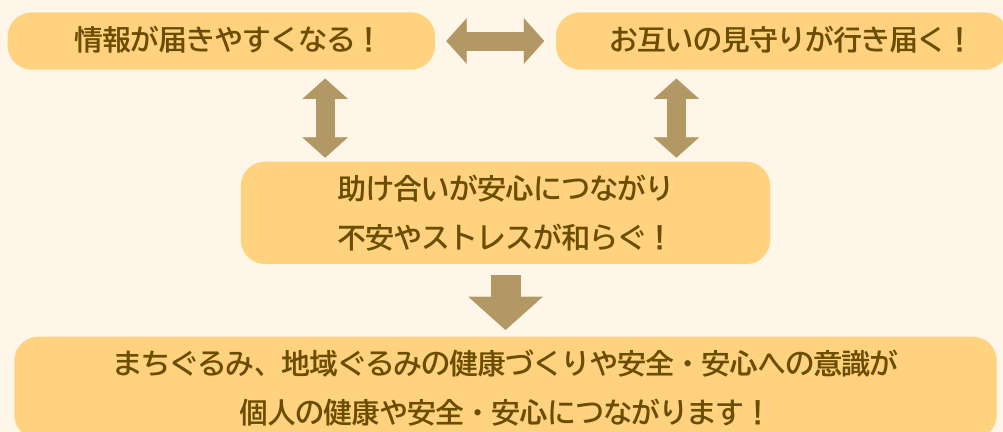 情報が届きやすくなる！
お互いの見守りが行き届く！
助け合いが安心につながり
不安やストレスが和らぐ！
まちぐるみ、地域ぐるみの健康づくりや安全・安心への意識が
個人の健康や安全・安心につながります！